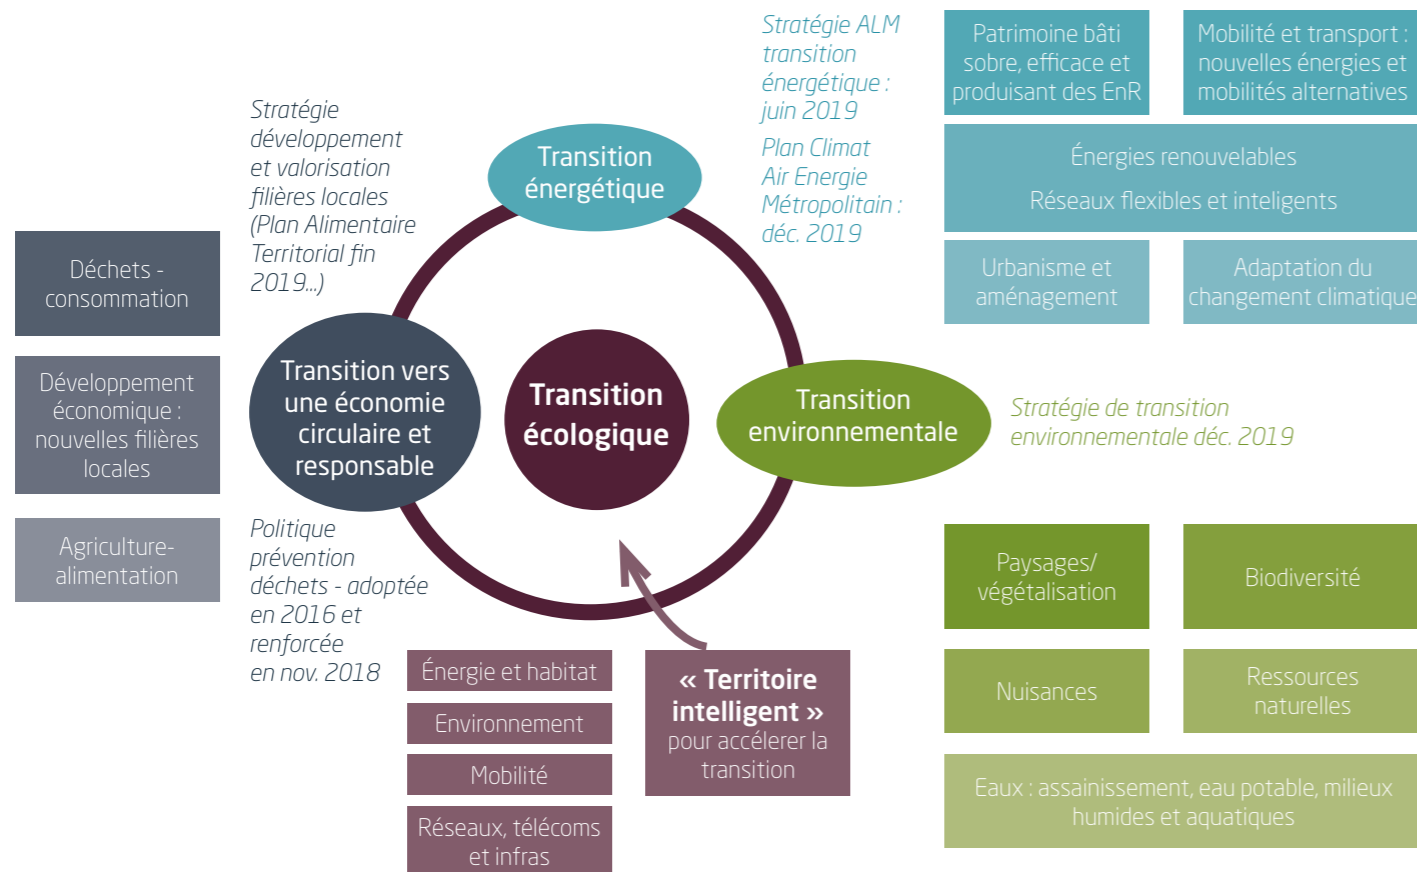 Stratégie ALM
transition
énergétique :
juin 2019
Plan Climat
Air Energie
Métropolitain :
déc. 2019
Patrimoine bâti
sobre, efficace et
produisant des EnR
Mobilité et transport :
nouvelles énergies et
mobilités alternatives
Énergies renouvelables
Réseaux flexibles et inteligents
Urbanisme et
aménagement
Adaptation du
changement climatique
Stratégie
développement
et valorisation
filières locales
(Plan Alimentaire
Territorial fin
2019...)
Transition
énergétique
Déchets -
consommation
Développement
économique :
nouvelles filières
locales
Agriculture-
alimentation
Transition vers
une économie
circulaire et
responsable
Transition
écologique
Transition
environnementale
Stratégie de transition
environnementale déc. 2019
Politique
prévention
déchets - adoptée
en 2016 et
renforcée
en nov. 2018
Énergie et habitat
Environnement
Mobilité
Réseaux, télécoms
et infras
« Territoire
intelligent »
pour accélerer la
transition
Paysages/
végétalisation
Biodiversité
Nuisances
Ressources
naturelles
Eaux : assainissement, eau potable, milieux
humides et aquatiques